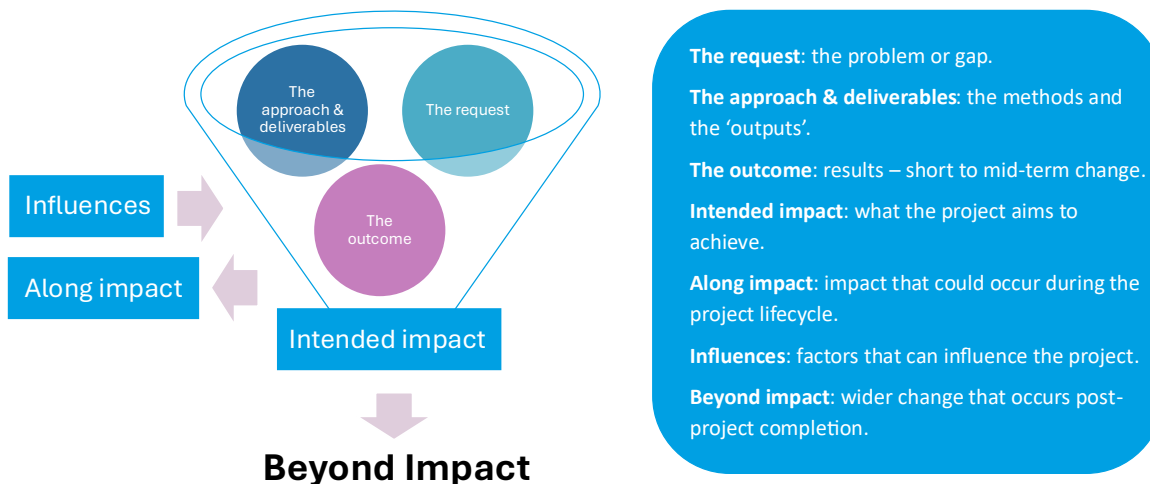 The
approach &
deliverables
The request
The
outcome
Influences
Along impact
Intended impact
Beyond Impact
The request: the problem or gap.
The approach & deliverables: the methods and
the ‘outputs’.
The outcome: results – short to mid-term change.
Intended impact: what the project aims to
achieve.
Along impact: impact that could occur during the
project lifecycle.
Influences: factors that can influence the project.
Beyond impact: wider change that occurs post-
project completion.